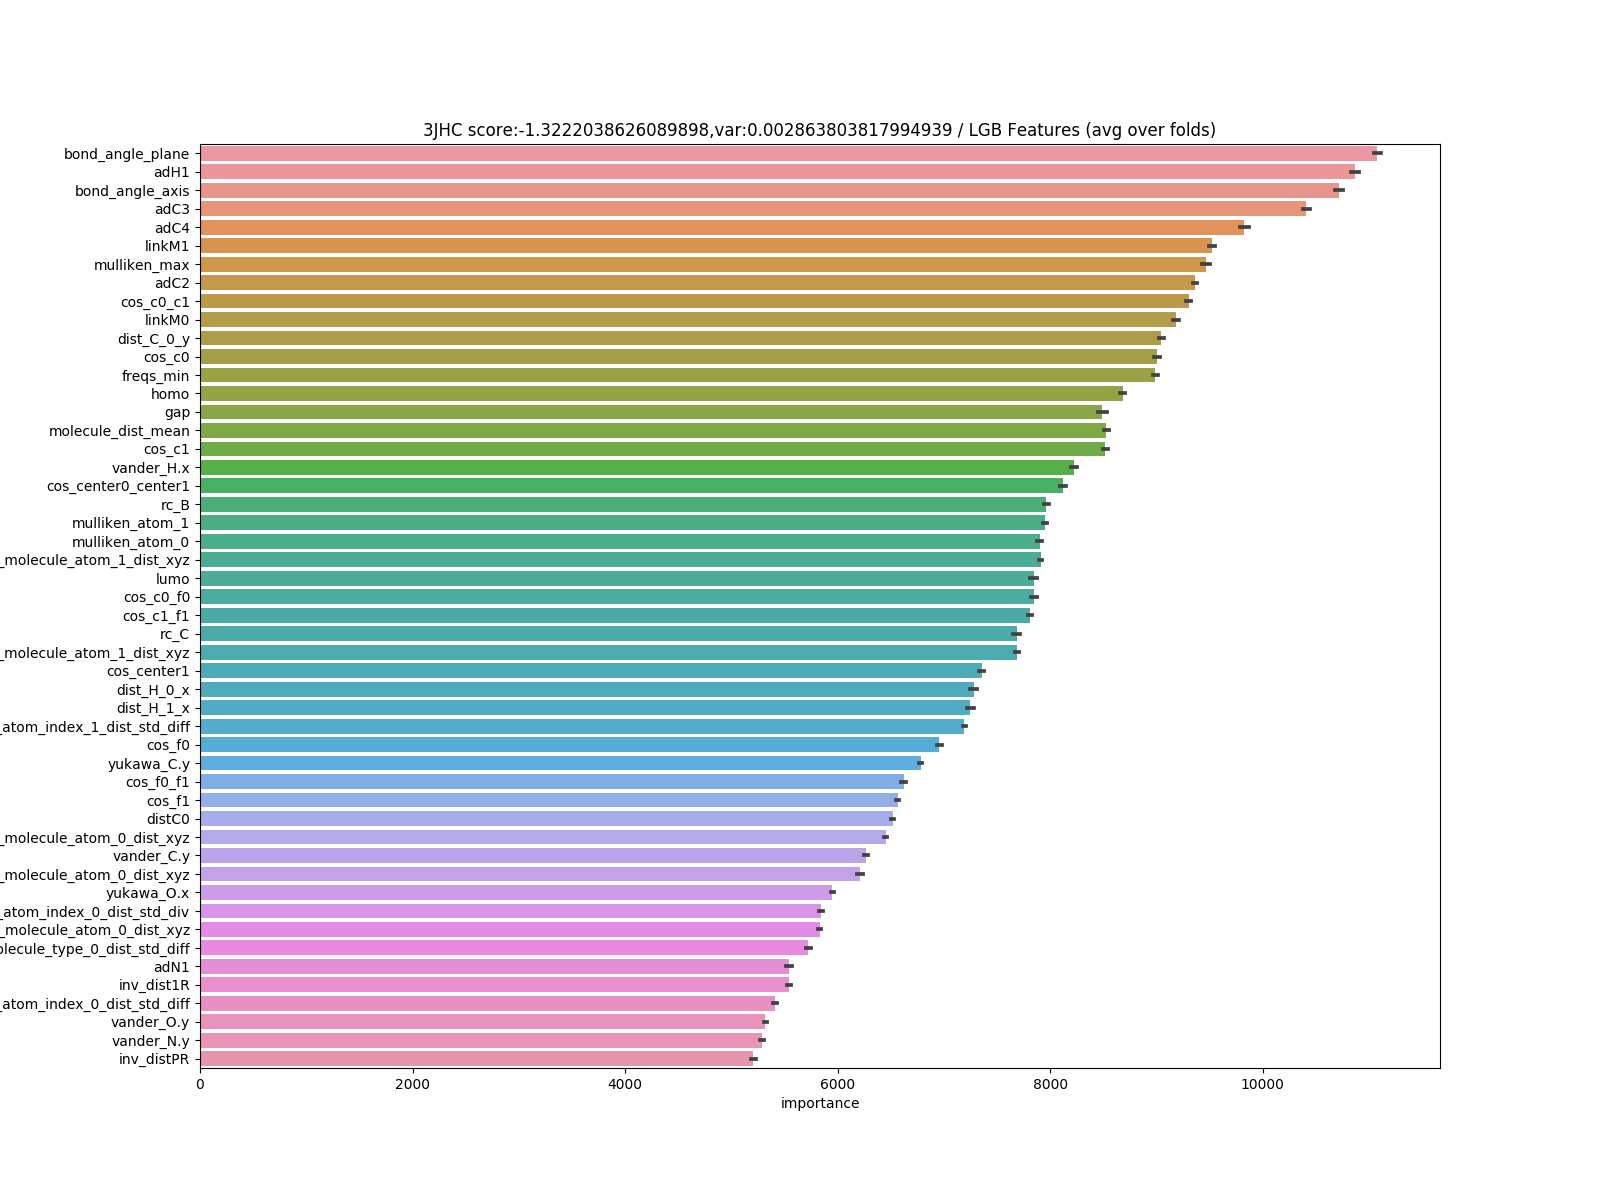 3JHC score:-1.3222038626089898,var:0.002863803817994939 / LGB Features (avg over folds)
bond_angle_plane
adH1
bond_angle_axis
adC3
adC4
linkM1
mulliken_max
adC2
cos_c0_c1
linkM0
dist_C_0_y
cos_c0
freqs_min
homo
gap
molecule_dist_mean
cos_c1
vander_H.x
cos_center0_center1
rc_B
mulliken_atom_1
mulliken_atom_0
_molecule_atom_1_dist_xyz
lumo
cos_c0_f0
cos_c1_f1
rc_C
_molecule_atom_1_dist_xyz
cos_center1
dist_H_0_x
dist_H_1_x
_atom_index_1_dist_std_diff
cos_f0
yukawa_C.y
cos_f0_f1
cos_f1
distC0
_molecule_atom_0_dist_xyz
vander_C.y
_molecule_atom_0_dist_xyz
yukawa_O.x
_atom_index_0_dist_std_div
_molecule_atom_0_dist_xyz
olecule_type_0_dist_std_diff
adN1
inv_dist1R
_atom_index_0_dist_std_diff
vander_O.y
vander_N.y
inv_distPR
0 2000 4000 6000 8000 10000
importance